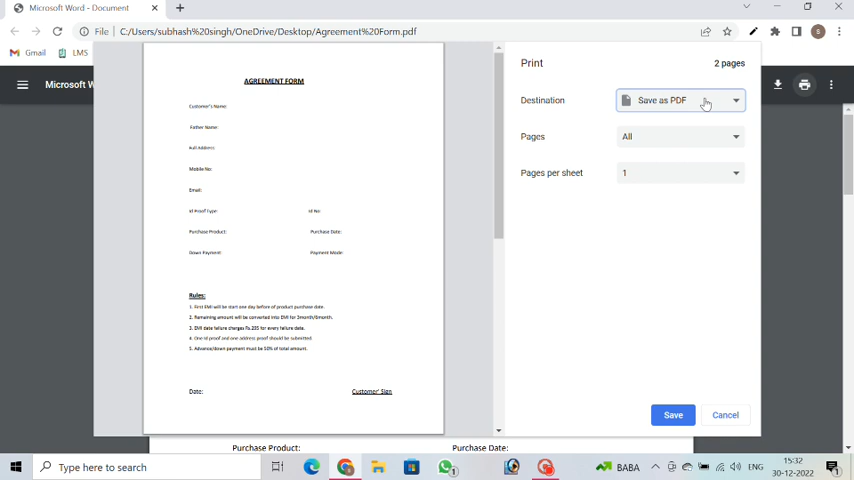 Microsoft Word - Document
File | C:/Users/subhash%20singh/OneDrive/Desktop/Agreement%20Form.pdf
S
Gmail LMS
Microsoft W
AGREEMENT FORM
Customer's Name:
Father Name:
Full Address:
Mobile No:
Email:
Id Proof Type: Id No:
Purchase Product: Purchase Date:
Down Payment: Payment Mode:
Rules:
1. First EMI will be start one day before of product purchase date.
2. Remaining amount will be converted into EMI for 3month/6month.
3. EMI date failure charges Rs.295 for every failure date.
4. One id proof and one address proof should be submitted
5. Advance/down payment must be 50% of total amount.
Date: Customer' Sign
Print 2 pages
Destination Save as PDF
Pages All
Pages per sheet 1
Save Cancel
Purchase Product: Purchase Date:
Type here to search
1
BABA
ENG
15:32
30-12-2022
1